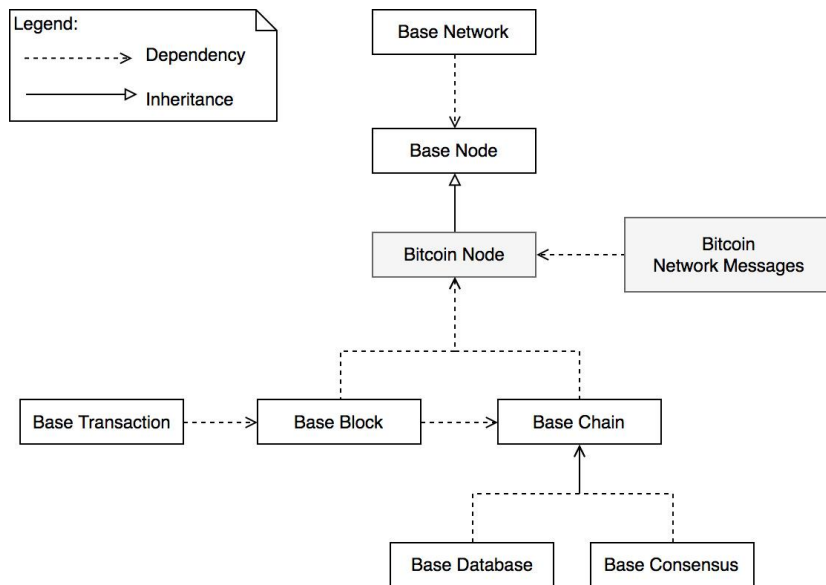 Legend:
Dependency
Inheritance
Base Network
Base Node
Bitcoin Node
Bitcoin
Network Messages
Base Transaction
Base Block
Base Chain
Base Database
Base Consensus